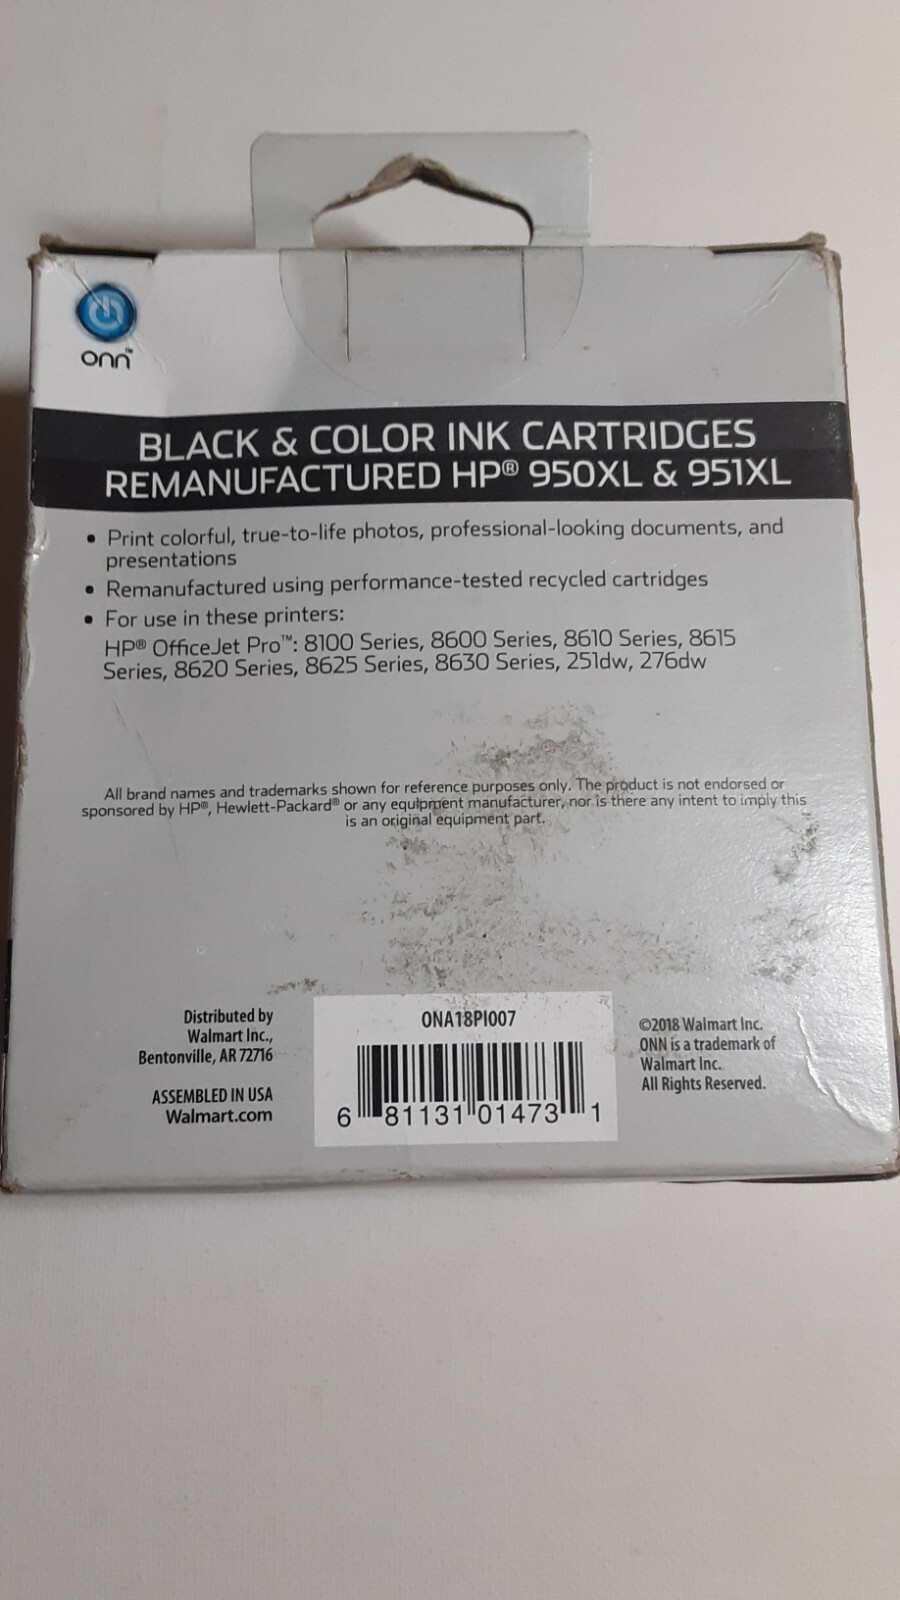 onn™
BLACK & COLOR INK CARTRIDGES
REMANUFACTURED HP® 950XL & 951XL
• Print colorful, true-to-life photos, professional-looking documents, and
presentations
• Remanufactured using performance-tested recycled cartridges
• For use in these printers:
HP® OfficeJet Pro™: 8100 Series, 8600 Series, 8610 Series, 8615
Series, 8620 Series, 8625 Series, 8630 Series, 251dw, 276dw
All brand names and trademarks shown for reference purposes only. The product is not endorsed or
sponsored by HP®, Hewlett-Packard® or any equipment manufacturer, nor is there any intent to imply this
is an original equipment part.
Distributed by
Walmart Inc.,
Bentonville, AR 72716
ASSEMBLED IN USA
Walmart.com
ONA18PI007
6 81131 01473 1
©2018 Walmart Inc.
ONN is a trademark of
Walmart Inc.
All Rights Reserved.